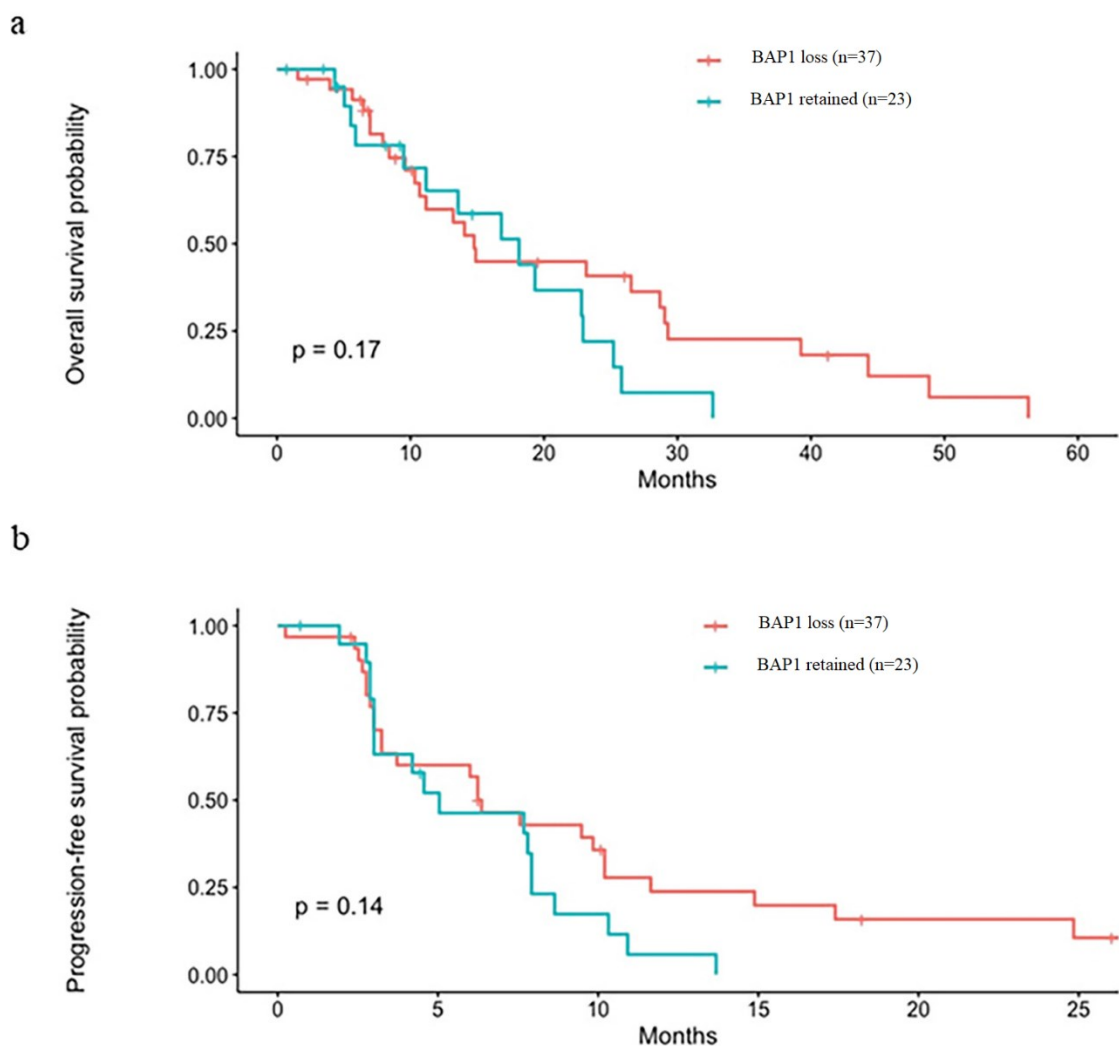 a
Overall survival probability
1.00
0.75
0.50
0.25
0.00
BAP1 loss (n=37)
BAP1 retained (n=23)
p = 0.17
0 10 20 30 40 50 60
Months
b
Progression-free survival probability
1.00
0.75
0.50
0.25
0.00
BAP1 loss (n=37)
BAP1 retained (n=23)
p = 0.14
0 5 10 15 20 25
Months